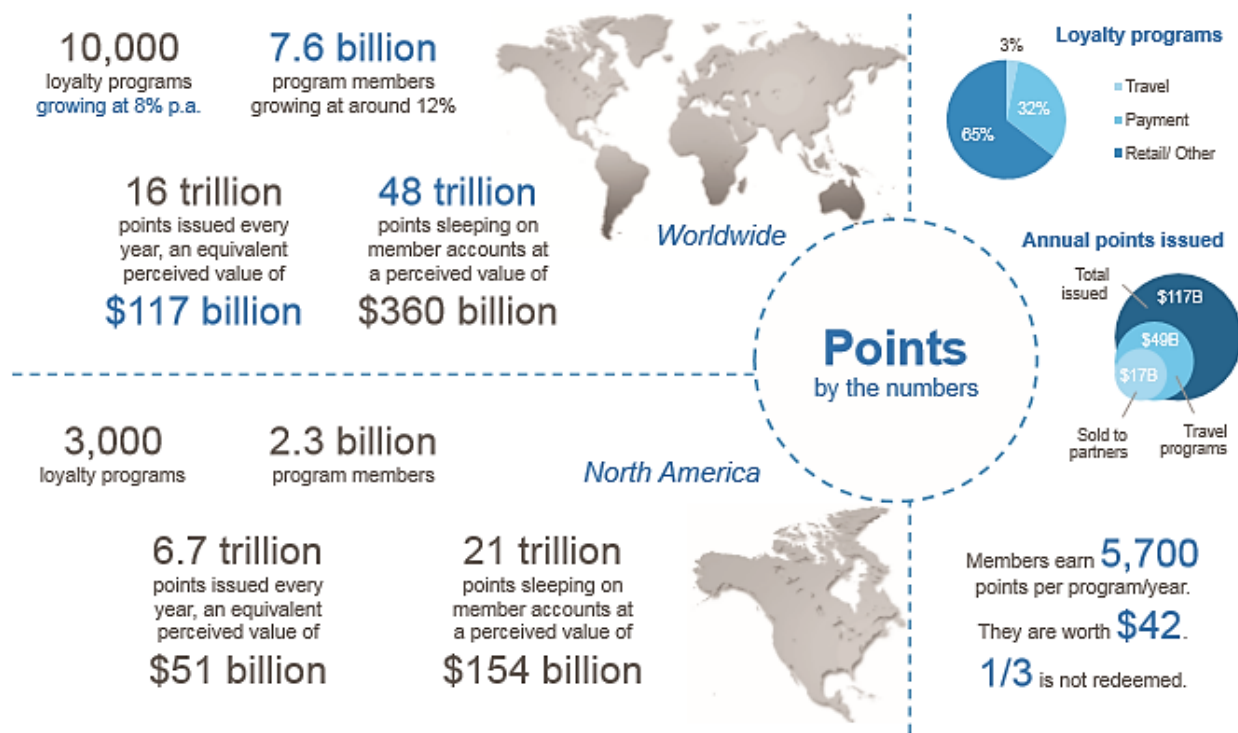 10,000
loyalty programs
growing at 8% p.a.
7.6 billion
program members
growing at around 12%
16 trillion
points issued every
year, an equivalent
perceived value of
$117 billion
48 trillion
points sleeping on
member accounts at
a perceived value of
$360 billion
Worldwide
Loyalty programs
3%
32%
65%
Travel
Payment
Retail/ Other
Annual points issued
Total
issued
$117B
$49B
$17B
Sold to
partners
Travel
programs
Points
by the numbers
3,000
loyalty programs
2.3 billion
program members
North America
6.7 trillion
points issued every
year, an equivalent
perceived value of
$51 billion
21 trillion
points sleeping on
member accounts at
a perceived value of
$154 billion
Members earn 5,700
points per program/year.
They are worth $42.
1/3 is not redeemed.